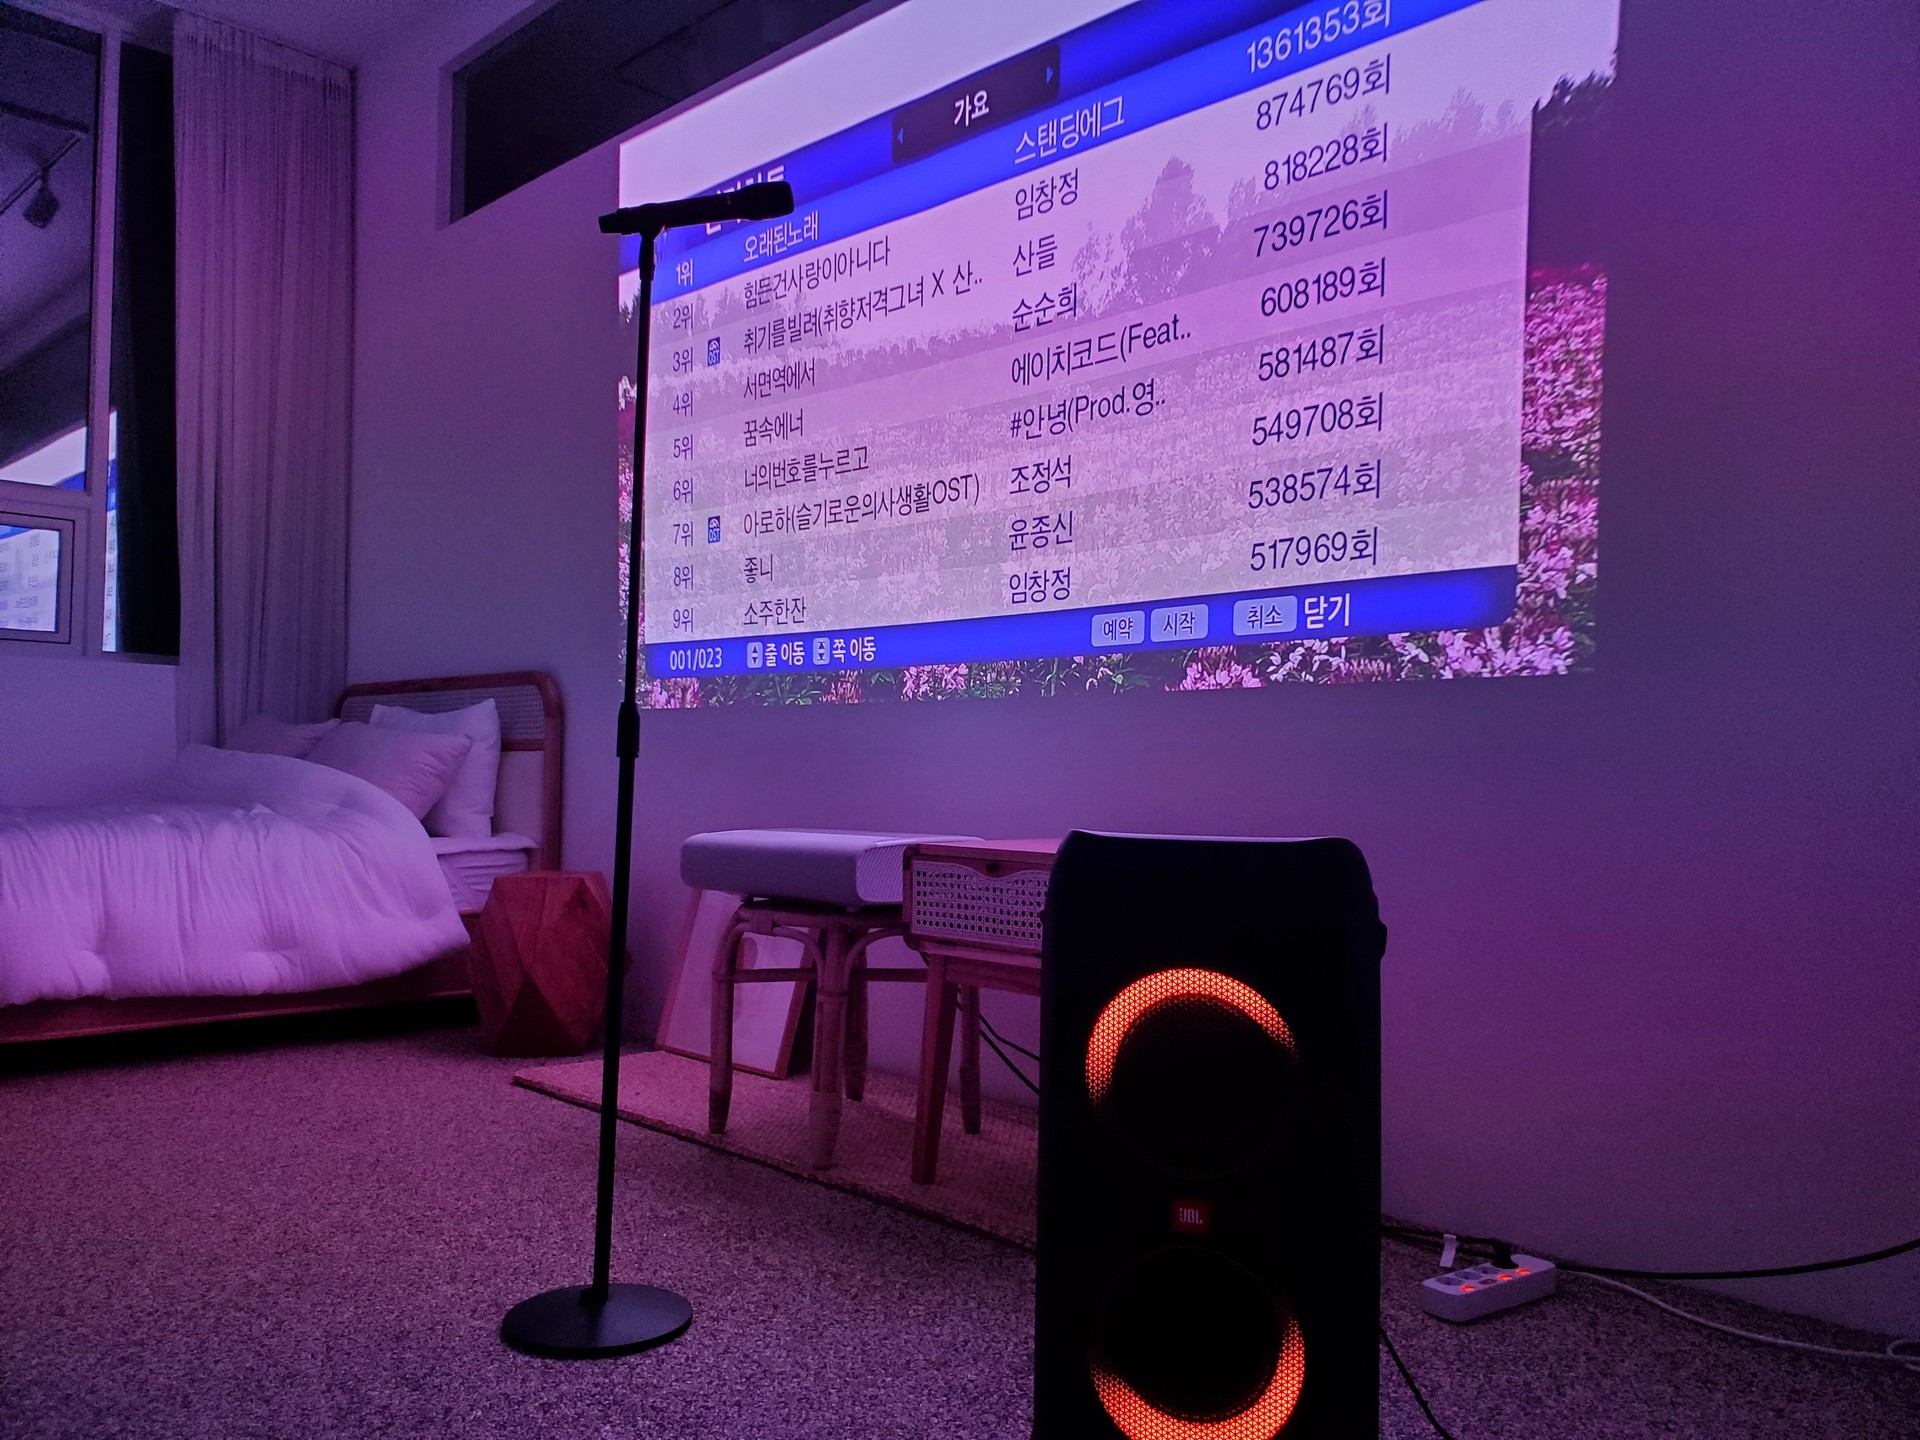 가요
1위 오래된노래 스탠딩에그 1361353회
2위 힘든건사랑이아니다 임창정 874769회
3위 OST 취기를빌려(취향저격그녀 X 산.. 산들 818228회
4위 서면역에서 순순희 739726회
5위 꿈속에너 에이치코드(Feat.. 608189회
6위 너의번호를누르고 #안녕(Prod.영.. 581487회
7위 OST 아로하(슬기로운의사생활OST) 조정석 549708회
8위 좋니 윤종신 538574회
9위 소주한잔 임창정 517969회
001/023 줄 이동 쪽 이동 예약 시작 취소 닫기
JBL